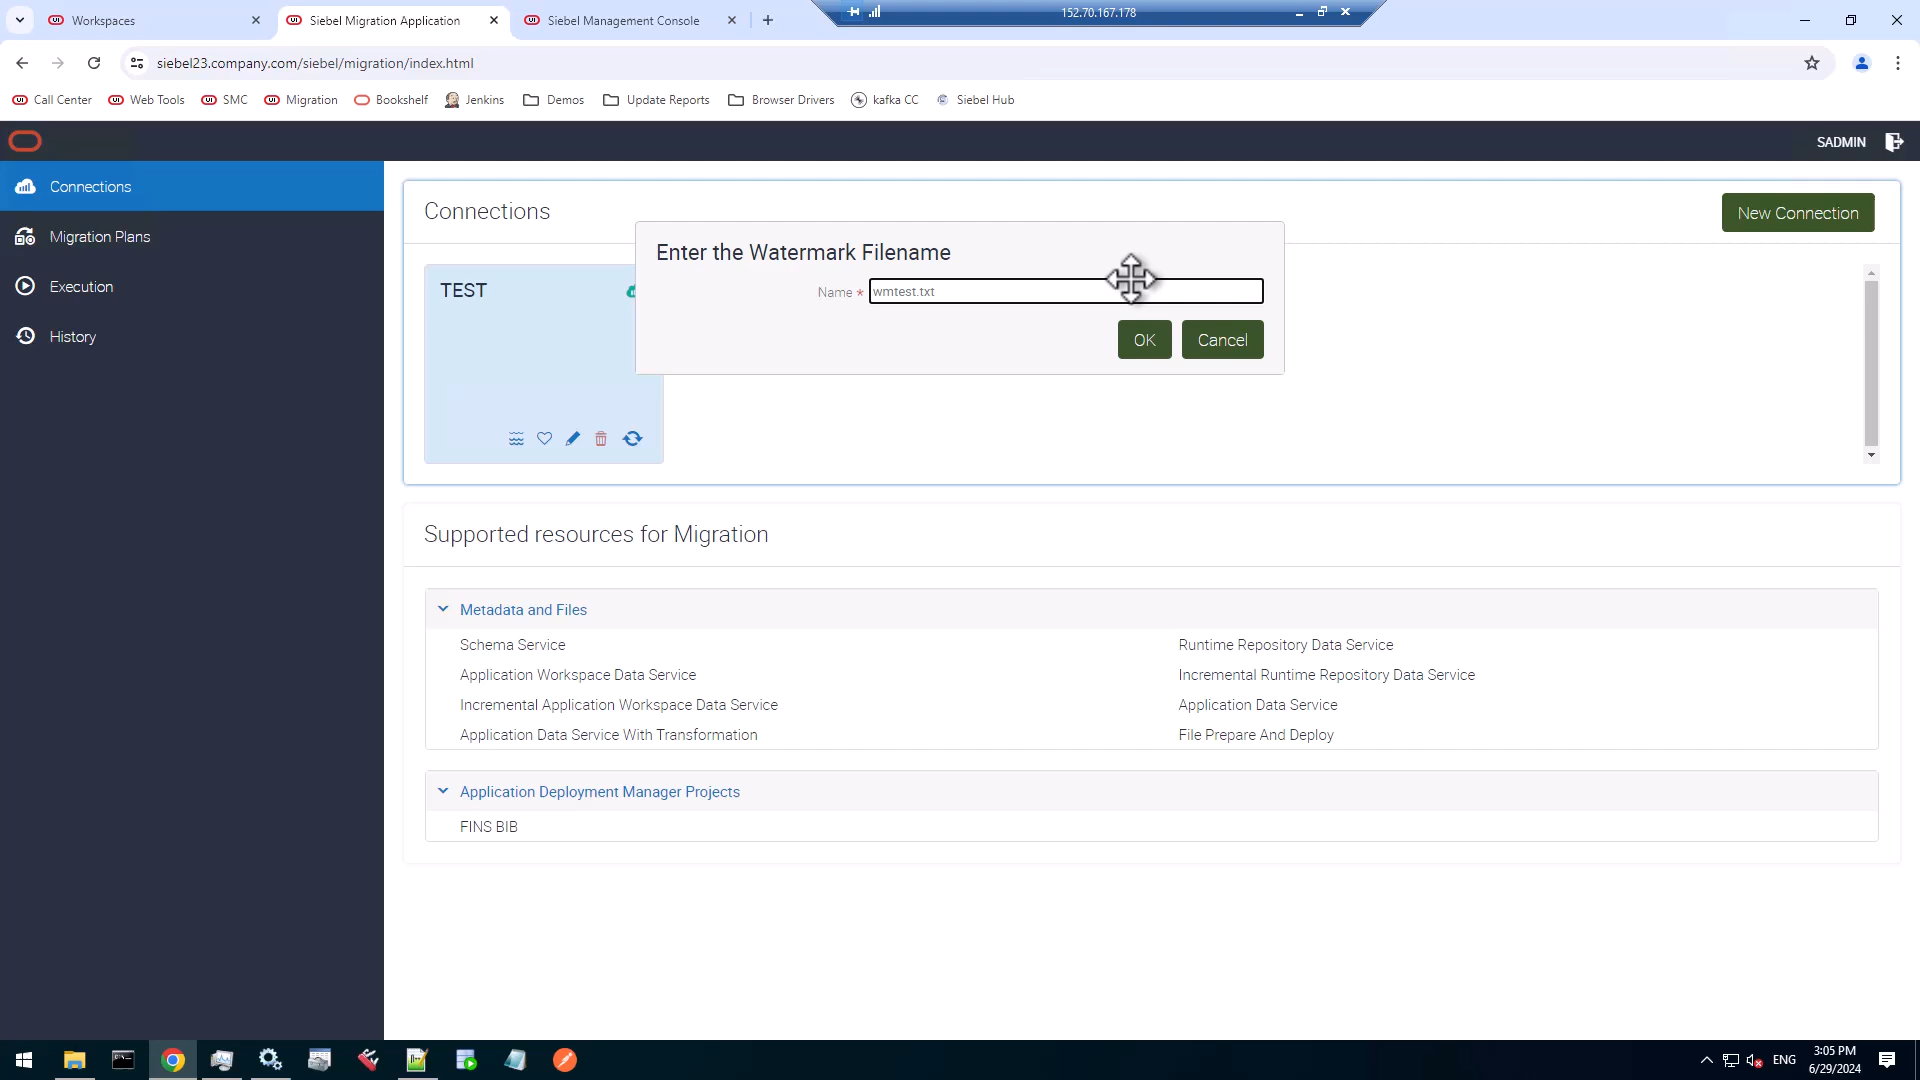 Workspaces
Siebel Migration Application
Siebel Management Console
152.70.167.178
siebel23.company.com/siebel/migration/index.html
Call Center
Web Tools
SMC
Migration
Bookshelf
Jenkins
Demos
Update Reports
Browser Drivers
kafka CC
Siebel Hub
SADMIN
Connections
Migration Plans
Execution
History
Connections
New Connection
TEST
Enter the Watermark Filename
Name * wmtest.txt
OK
Cancel
Supported resources for Migration
Metadata and Files
Schema Service
Runtime Repository Data Service
Application Workspace Data Service
Incremental Runtime Repository Data Service
Incremental Application Workspace Data Service
Application Data Service
Application Data Service With Transformation
File Prepare And Deploy
Application Deployment Manager Projects
FINS BIB
ENG
3:05 PM
6/29/2024